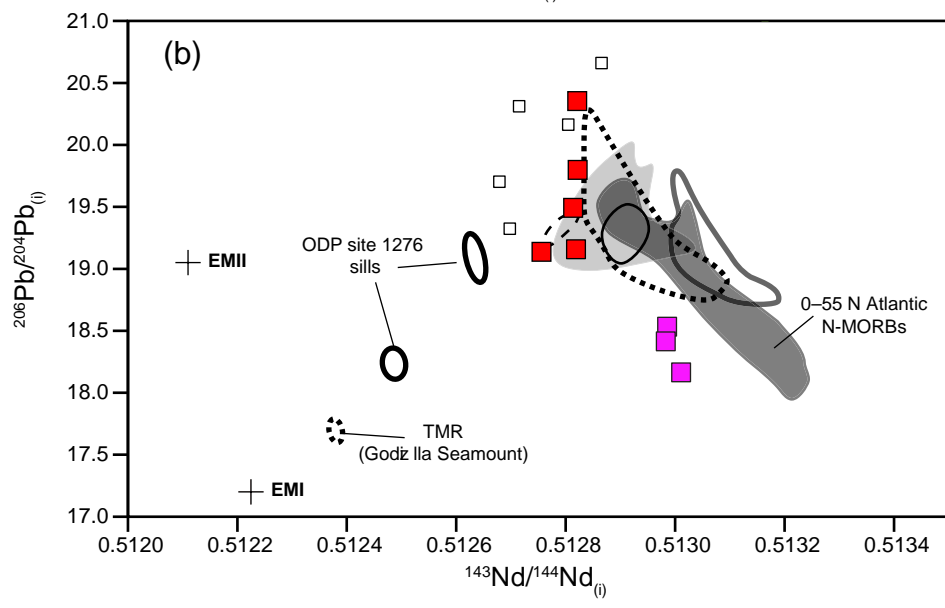 (i)
(b)
21.0
20.5
20.0
19.5
19.0
18.5
18.0
17.5
17.0
206Pb/204Pb(i)
ODP site 1276
sills
EMII
0–55 N Atlantic
N-MORBs
TMR
(Godiz lla Seamount)
EMI
0.5120
0.5122
0.5124
0.5126
0.5128
0.5130
0.5132
0.5134
143Nd/144Nd(i)